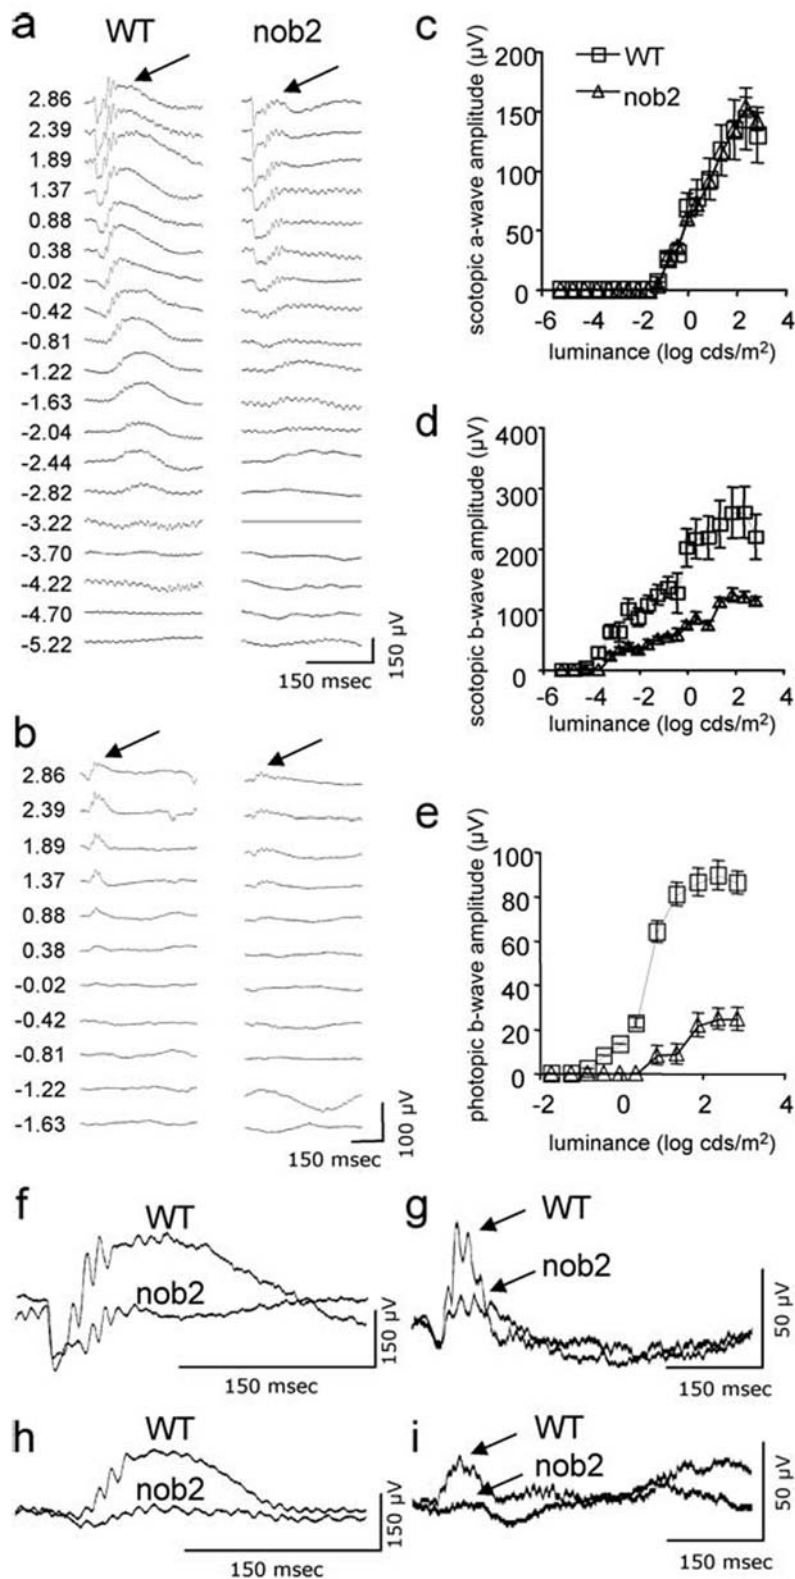 a
WT
nob2
2.86
2.39
1.89
1.37
0.88
0.38
-0.02
-0.42
-0.81
-1.22
-1.63
-2.04
-2.44
-2.82
-3.22
-3.70
-4.22
-4.70
-5.22
150 msec
150 µV
b
2.86
2.39
1.89
1.37
0.88
0.38
-0.02
-0.42
-0.81
-1.22
-1.63
150 msec
100 µV
c
scotopic a-wave amplitude (µV)
200
150
100
50
0
WT
nob2
-6 -4 -2 0 2 4
luminance (log cds/m²)
d
scotopic b-wave amplitude (µV)
400
300
200
100
0
-6 -4 -2 0 2 4
luminance (log cds/m²)
e
photopic b-wave amplitude (µV)
100
80
60
40
20
0
-2 0 2 4
luminance (log cds/m²)
f
WT
nob2
150 msec
150 µV
g
WT
nob2
150 msec
50 µV
h
WT
nob2
150 msec
150 µV
i
WT
nob2
150 msec
50 µV